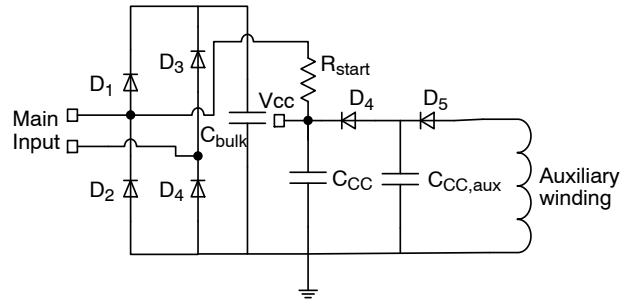 D3
Rstart
D1
Vcc
D4
D5
Main
Input
Cbulk
D2
D4
CCC
CCC,aux
Auxiliary
winding